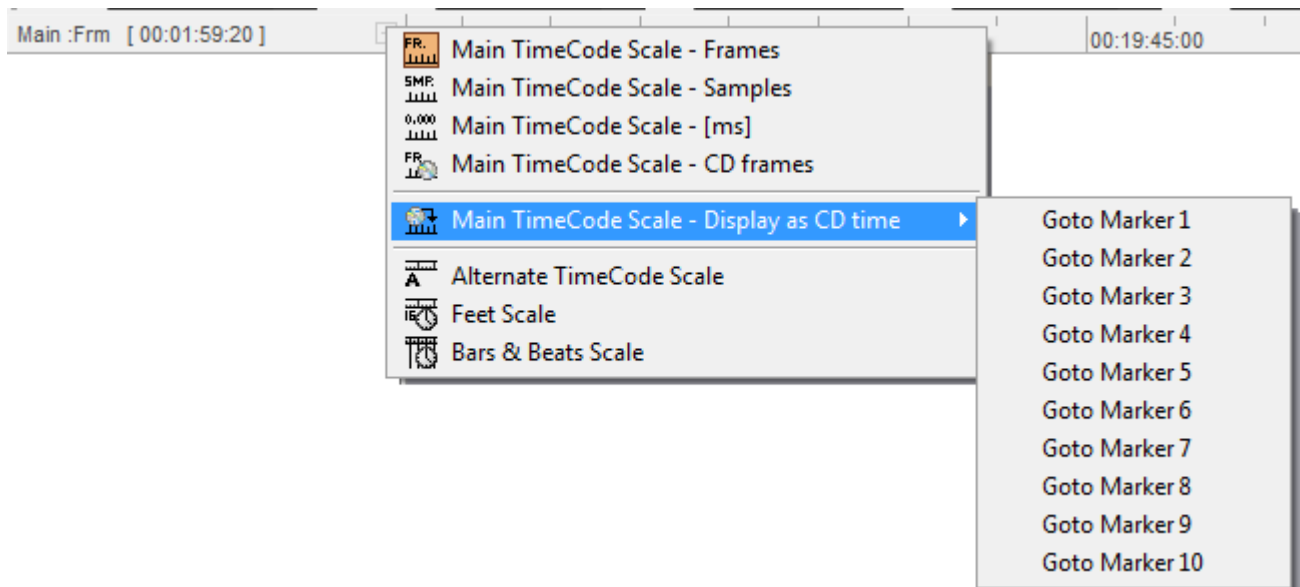 Main :Frm [ 00:01:59:20 ]
00:19:45:00
FR. Main TimeCode Scale - Frames
SMP. Main TimeCode Scale - Samples
0.000 Main TimeCode Scale - [ms]
FR. Main TimeCode Scale - CD frames
Main TimeCode Scale - Display as CD time
A Alternate TimeCode Scale
16 Feet Scale
Bars & Beats Scale
Goto Marker 1
Goto Marker 2
Goto Marker 3
Goto Marker 4
Goto Marker 5
Goto Marker 6
Goto Marker 7
Goto Marker 8
Goto Marker 9
Goto Marker 10